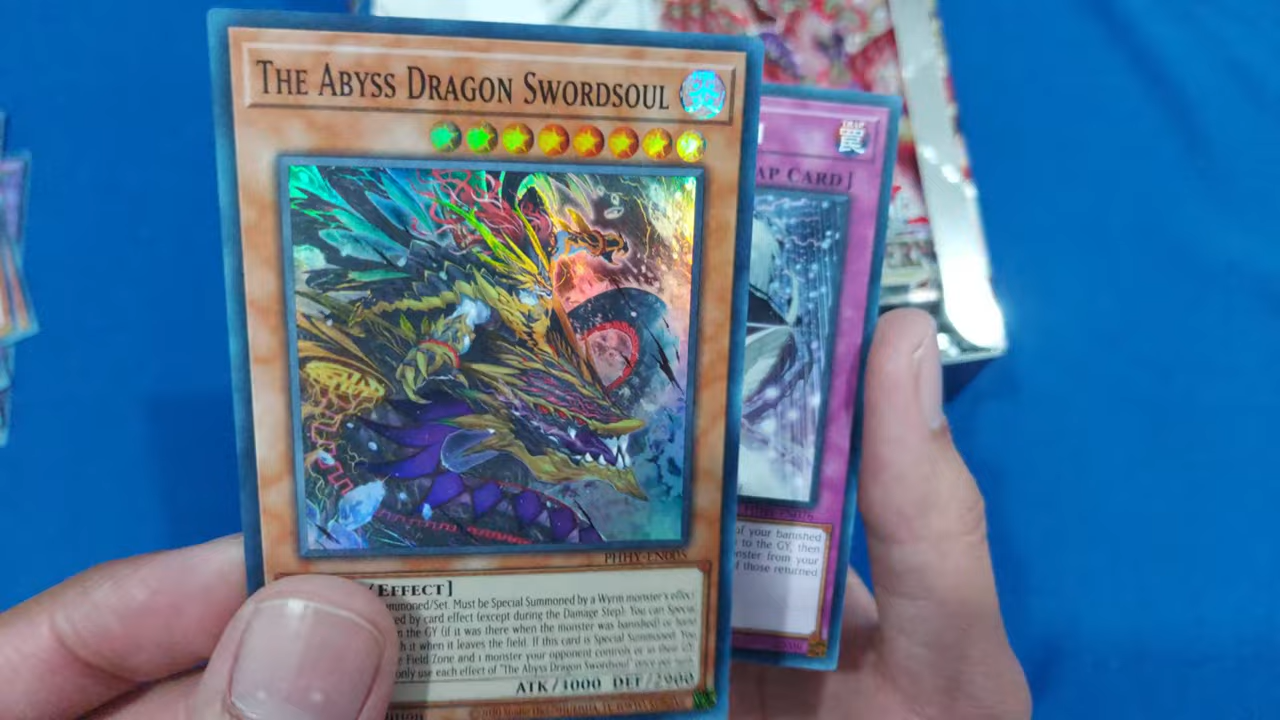 THE ABYSS DRAGON SWORDSOUL
PHHY-EN005
/EFFECT]
mmoned/Set. Must be Special Summoned by a Wyrm monster's effect
ed by card effect (except during the Damage Step): You can Special
n the GY (if it was there when the monster was banished) or hand
h it when it leaves the field. If this card is Special Summoned: You
e Field Zone and 1 monster your opponent controls or in their GY.
only use each effect of "The Abyss Dragon Swordsoul" once per turn.
ATK/1000 DEF/2900
TRAP
罠
AP CARD]
of your banished
to the GY, then
nster from your
f those returned